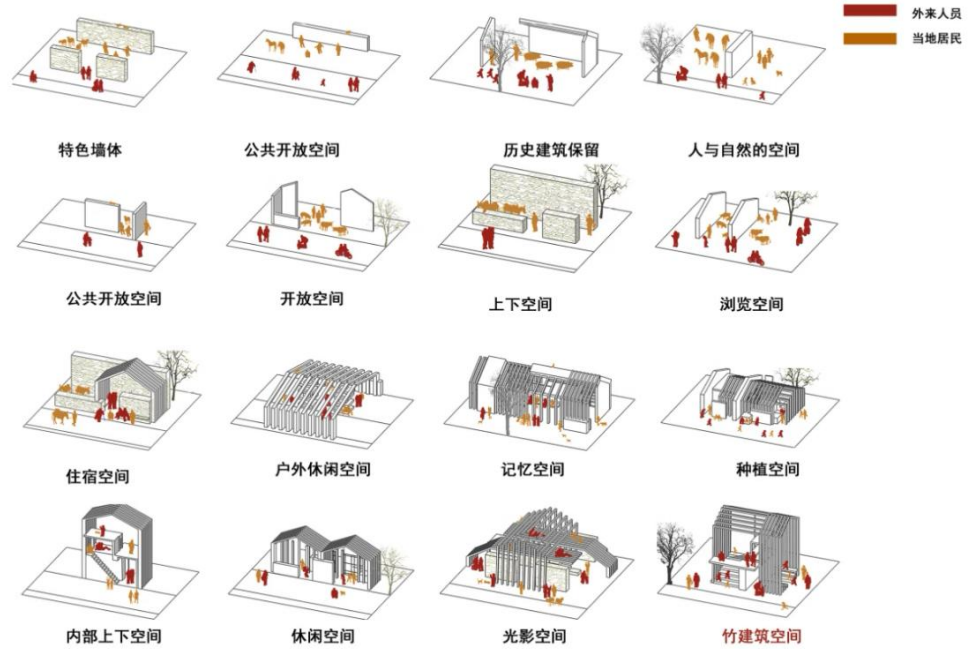 外来人员
当地居民
特色墙体
公共开放空间
历史建筑保留
人与自然的空间
公共开放空间
开放空间
上下空间
浏览空间
住宿空间
户外休闲空间
记忆空间
种植空间
内部上下空间
休闲空间
光影空间
竹建筑空间